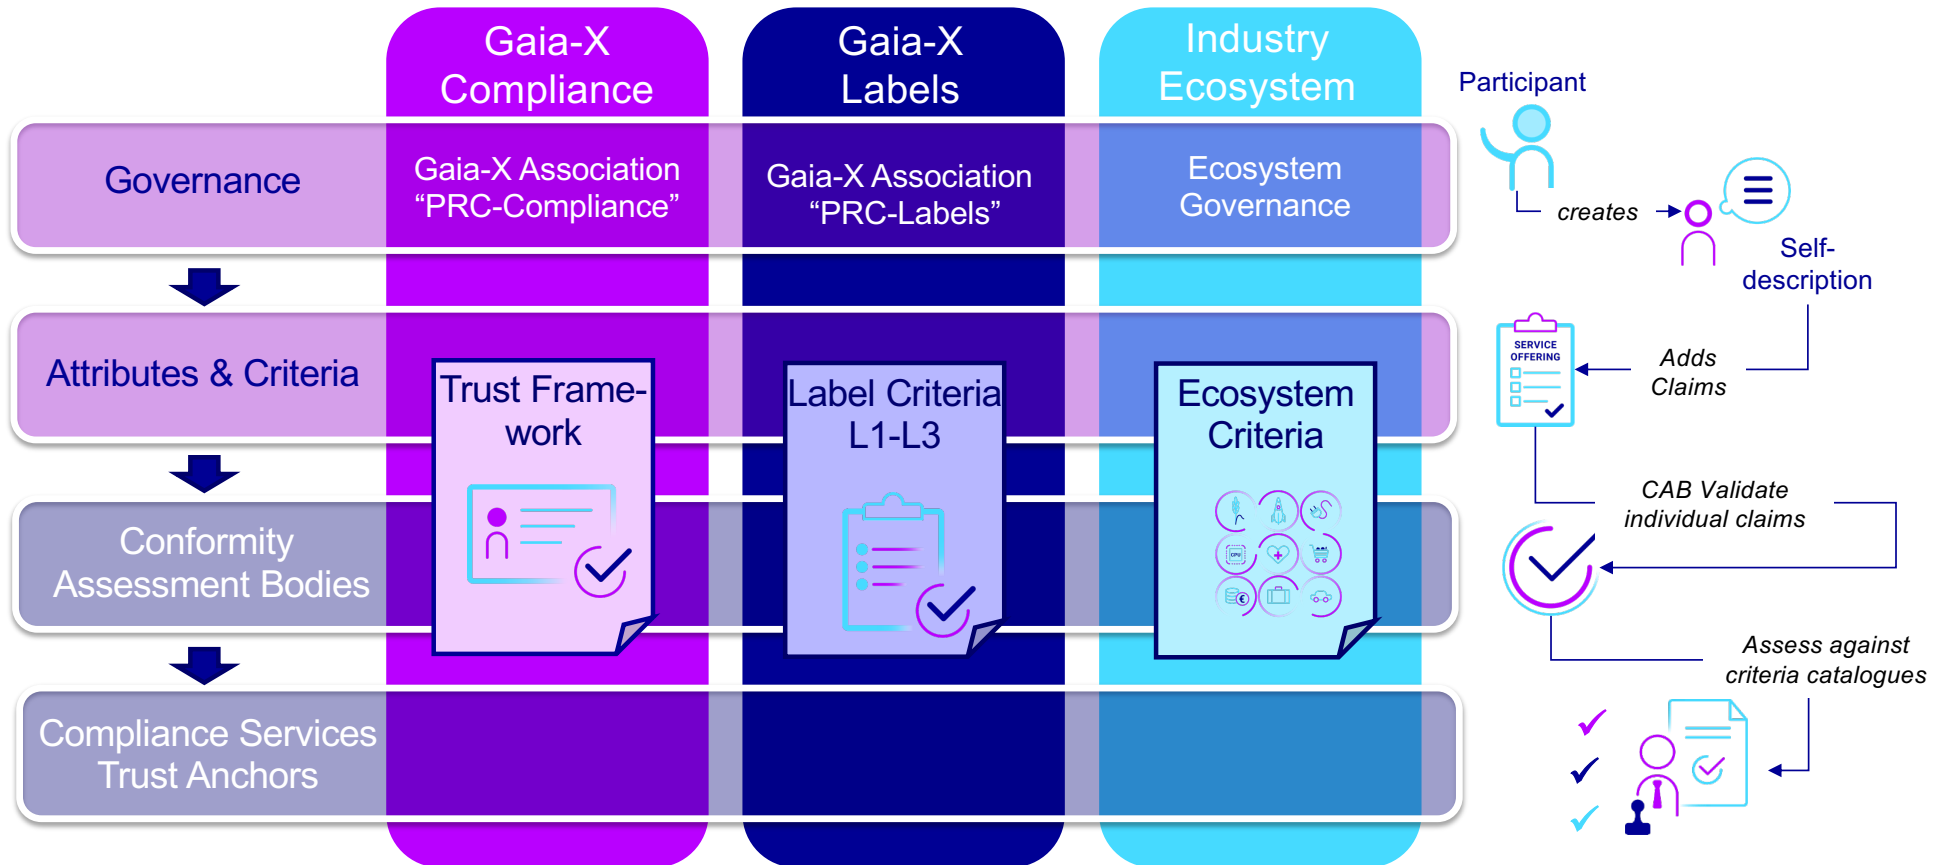 Gaia-X
Compliance
Gaia-X
Labels
Industry
Ecosystem
Governance
Gaia-X Association
“PRC-Compliance”
Gaia-X Association
“PRC-Labels”
Ecosystem
Governance
Attributes & Criteria
Trust Frame-
work
Label Criteria
L1-L3
Ecosystem
Criteria
CPU
€
Conformity
Assessment Bodies
Compliance Services
Trust Anchors
Participant
creates
Self-
description
SERVICE
OFFERING
Adds
Claims
CAB Validate
individual claims
Assess against
criteria catalogues